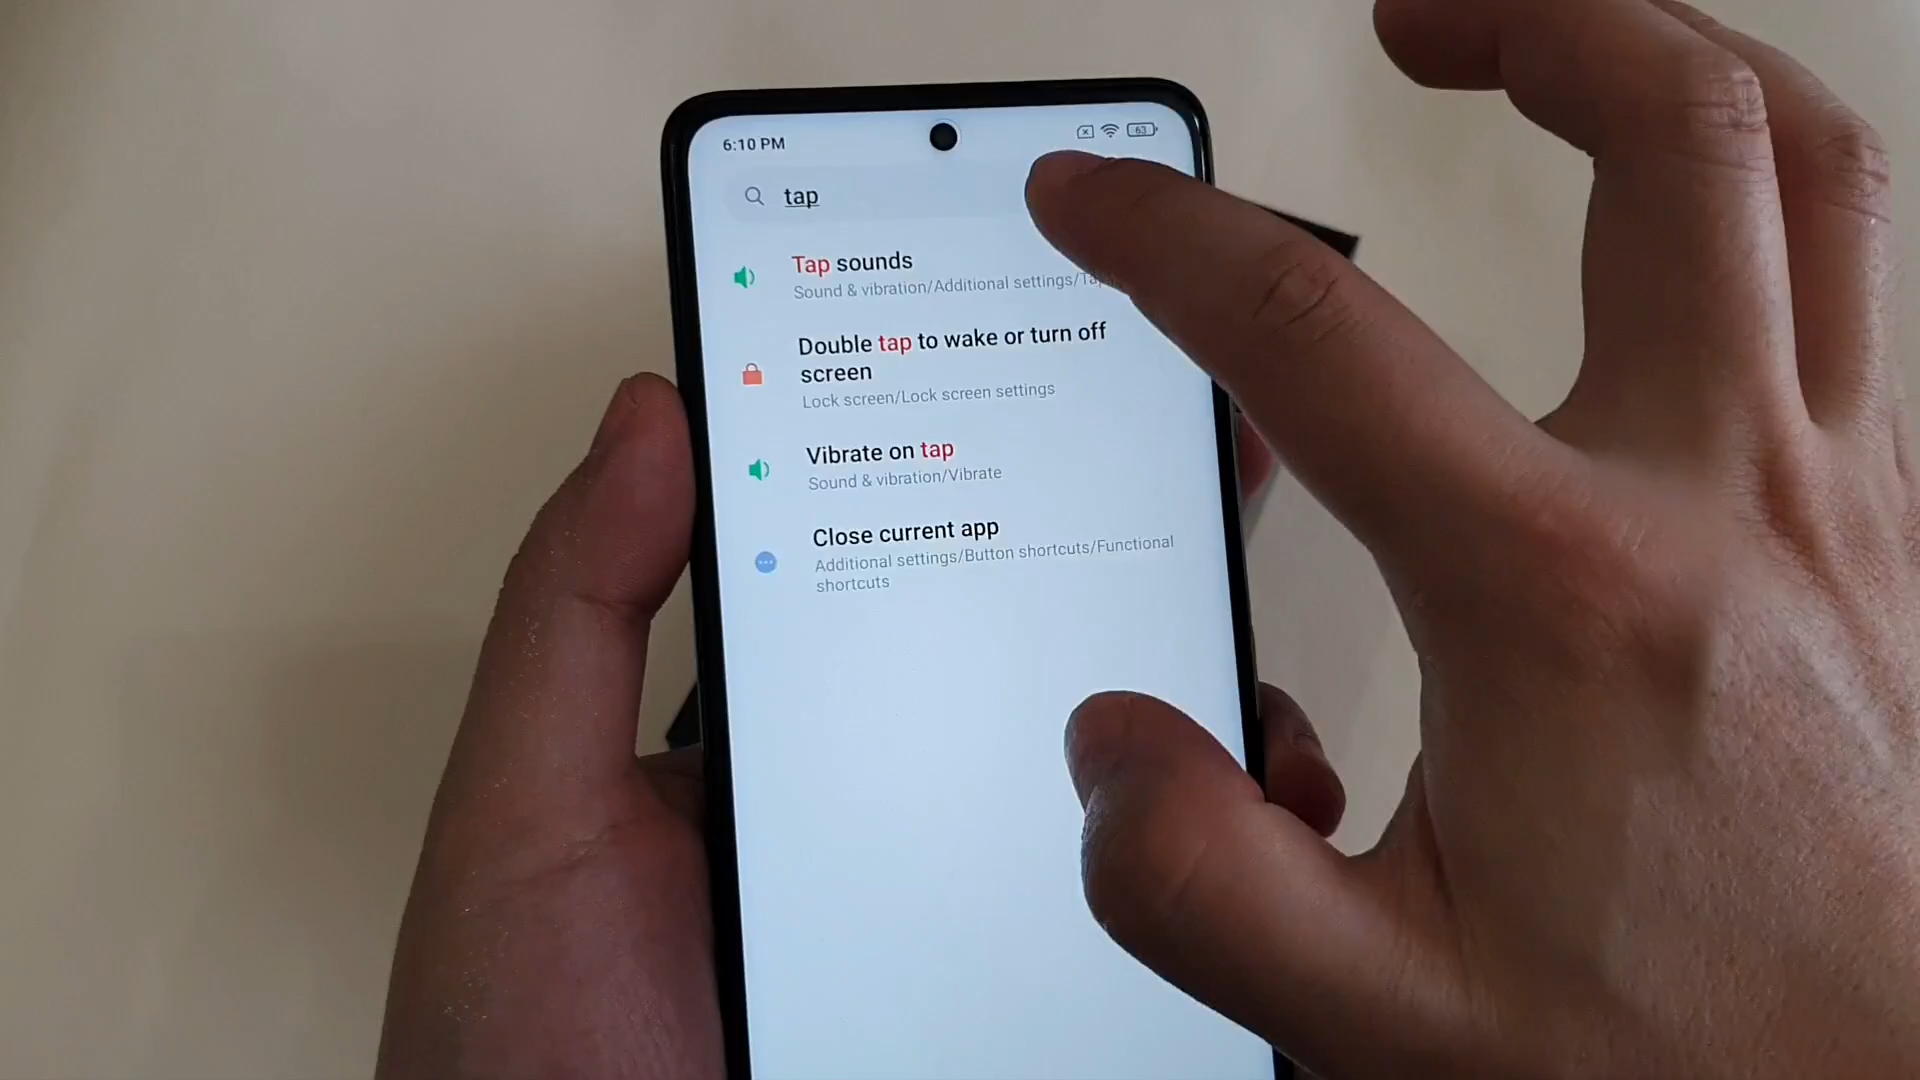 6:10 PM
63
tap
Tap sounds
Sound & vibration/Additional settings/Tap
Double tap to wake or turn off
screen
Lock screen/Lock screen settings
Vibrate on tap
Sound & vibration/Vibrate
Close current app
Additional settings/Button shortcuts/Functional
shortcuts